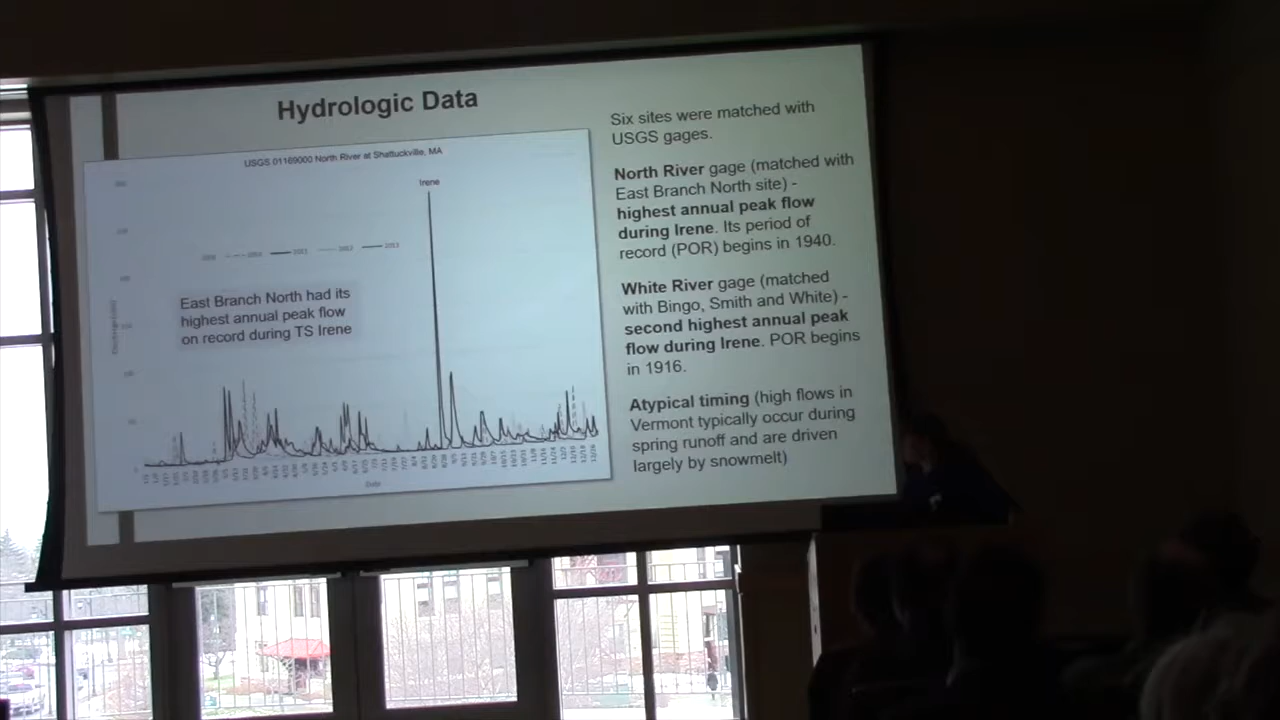 Hydrologic Data
USGS 01169000 North River at Shattuckville, MA
Irene
2011
2012
2013
East Branch North had its
highest annual peak flow
on record during TS Irene
Date
Six sites were matched with
USGS gages.
North River gage (matched with
East Branch North site) -
highest annual peak flow
during Irene. Its period of
record (POR) begins in 1940.
White River gage (matched
with Bingo, Smith and White) -
second highest annual peak
flow during Irene. POR begins
in 1916.
Atypical timing (high flows in
Vermont typically occur during
spring runoff and are driven
largely by snowmelt)